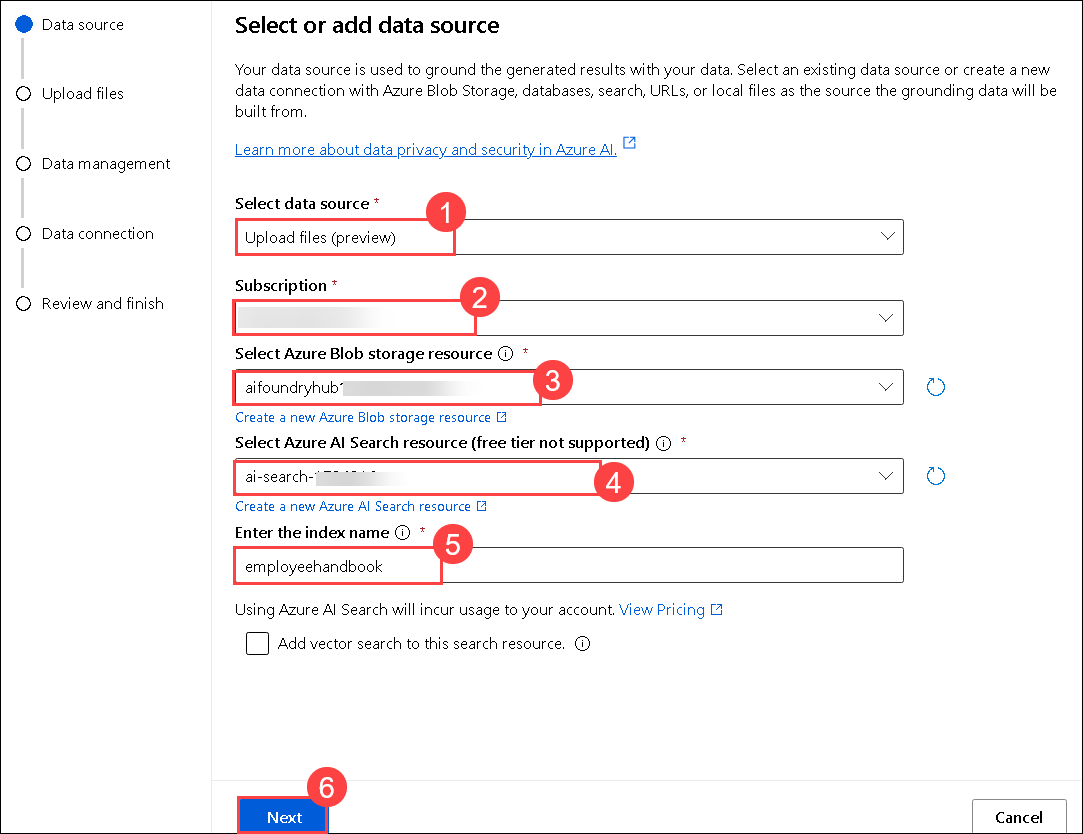 Data source
Upload files
Data management
Data connection
Review and finish
Select or add data source
Your data source is used to ground the generated results with your data. Select an existing data source or create a new
data connection with Azure Blob Storage, databases, search, URLs, or local files as the source the grounding data will be
built from.
Learn more about data privacy and security in Azure AI.
Select data source *
1
Upload files (preview)
Subscription *
2
Select Azure Blob storage resource *
3
aifoundryhub
Create a new Azure Blob storage resource
Select Azure AI Search resource (free tier not supported) *
4
ai-search-
Create a new Azure AI Search resource
Enter the index name *
5
employeehandbook
Using Azure AI Search will incur usage to your account. View Pricing
Add vector search to this search resource.
6
Next
Cancel